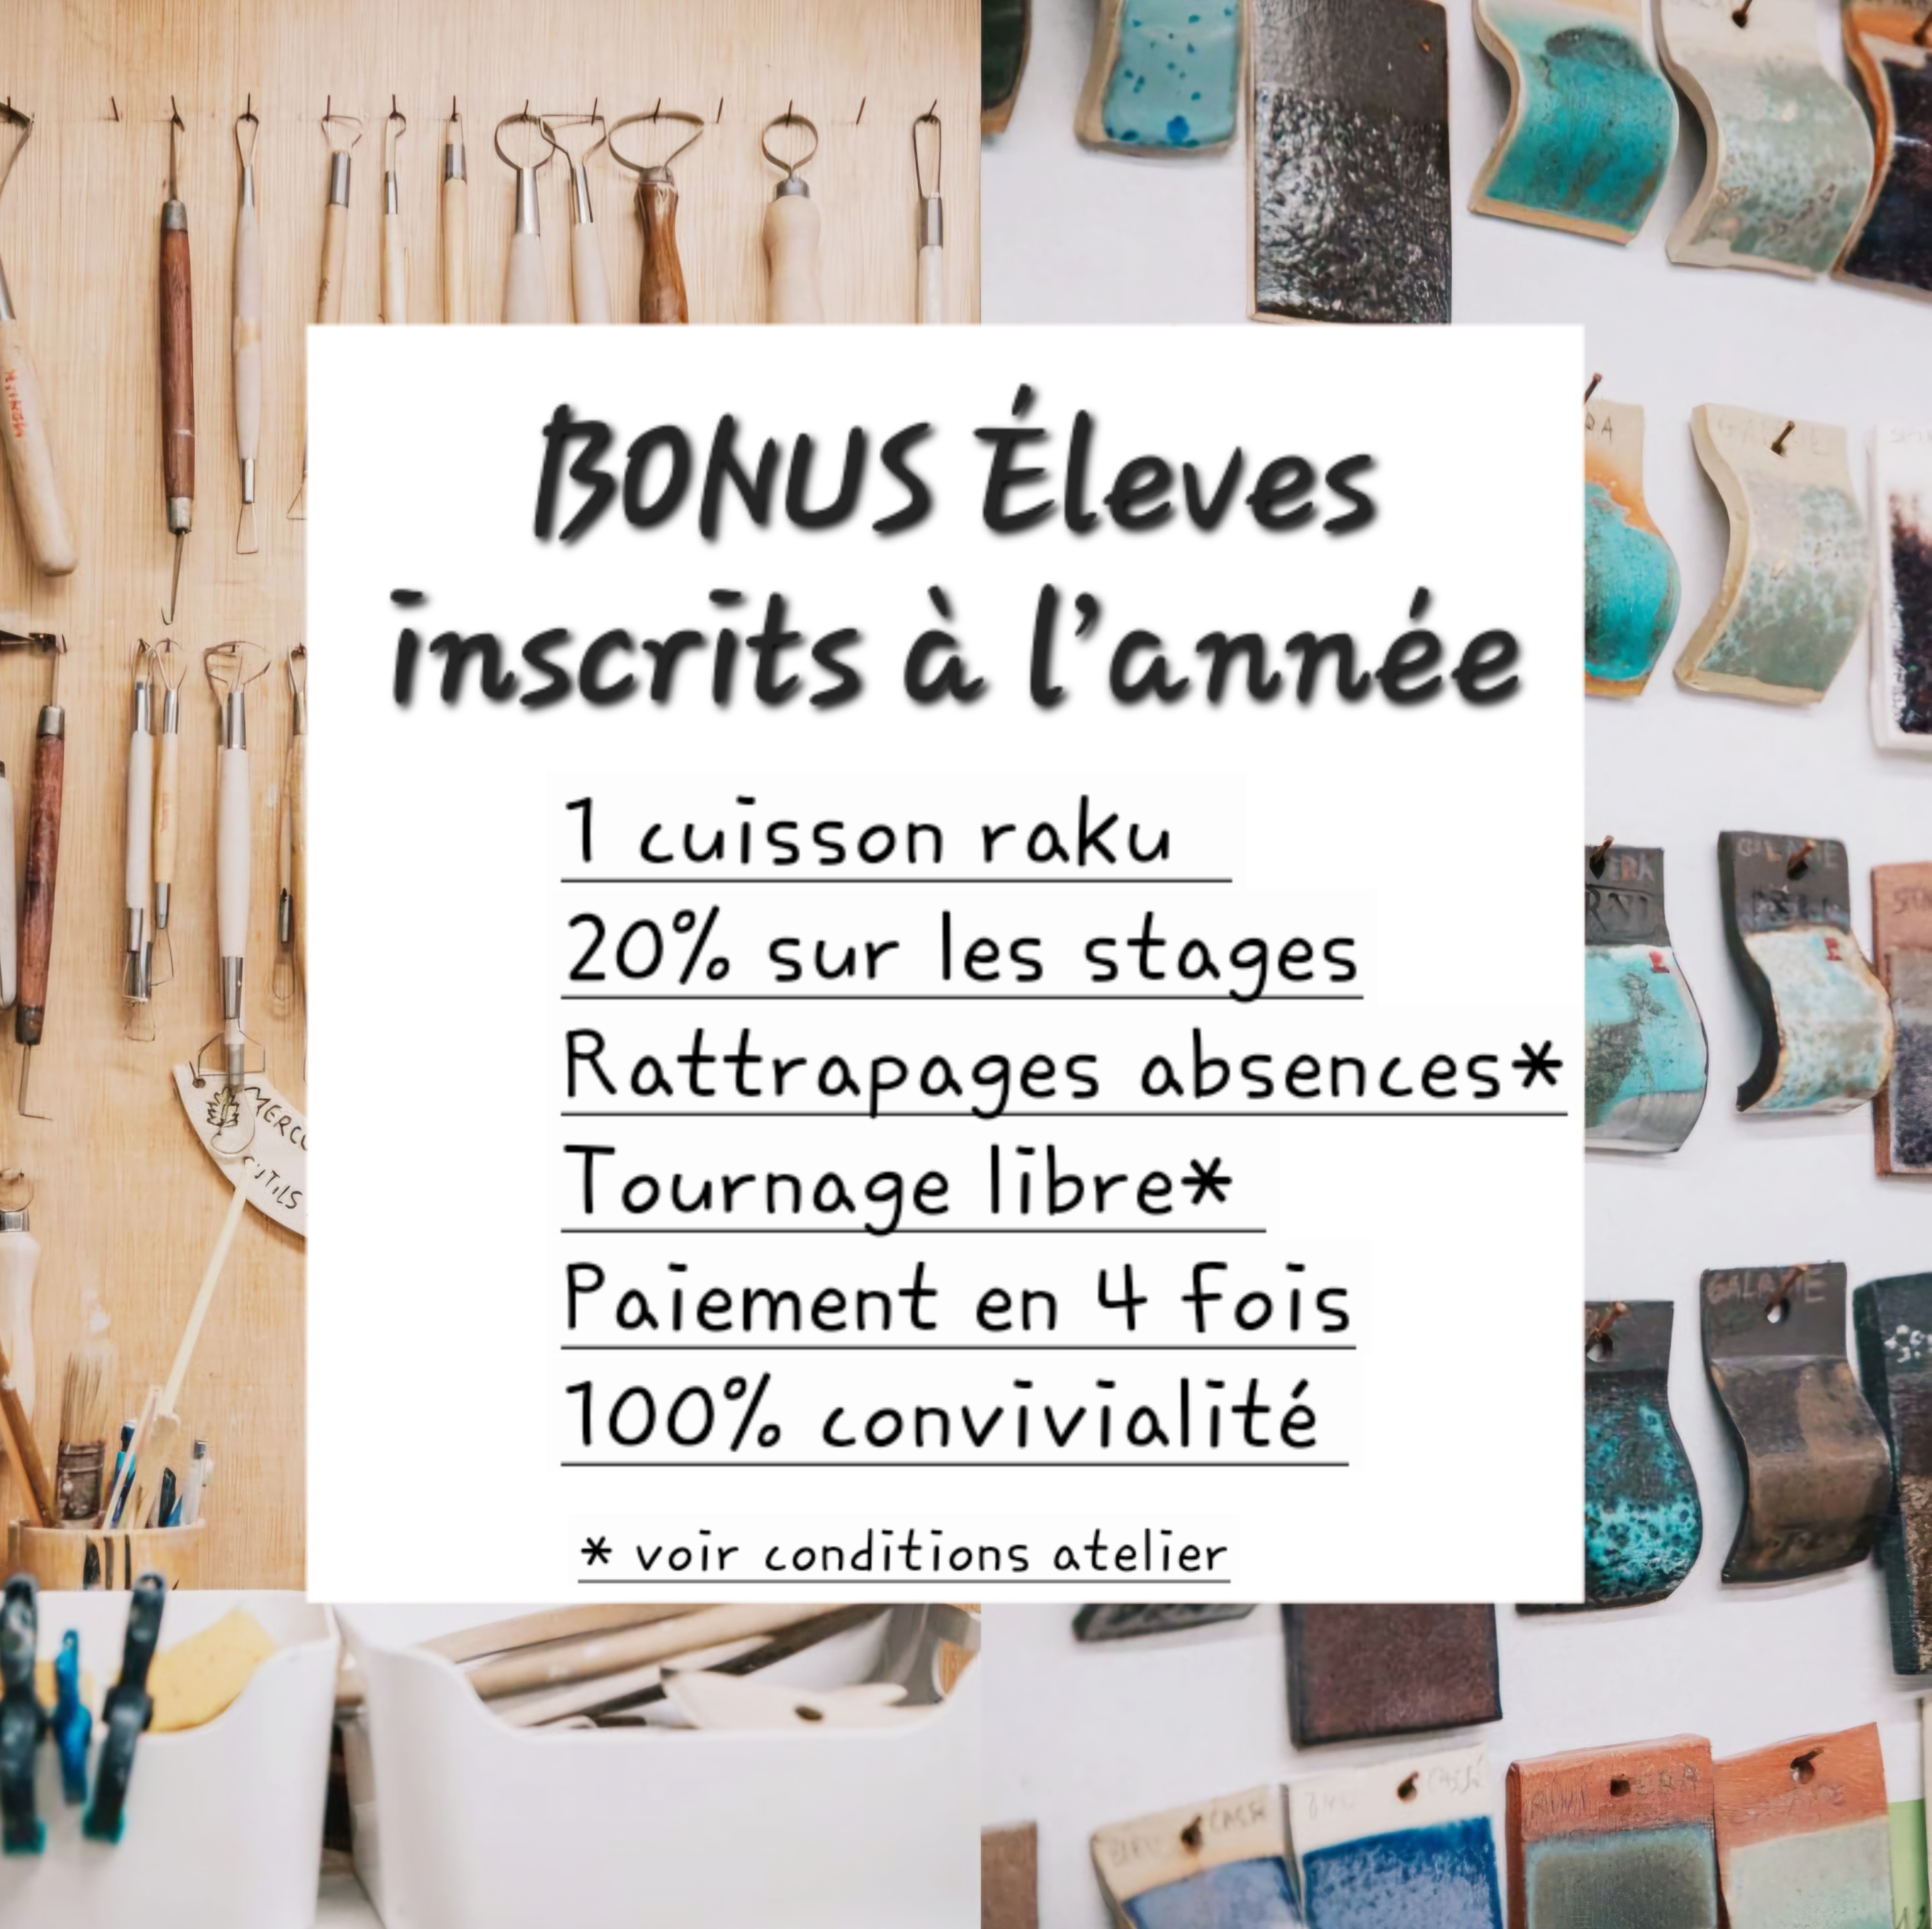 BONUS Éleves
inscrits à l'année
1 cuisson raku
20% sur les stages
Rattrapages absences*
Tournage libre*
Paiement en 4 fois
100% convivialité
* voir conditions atelier